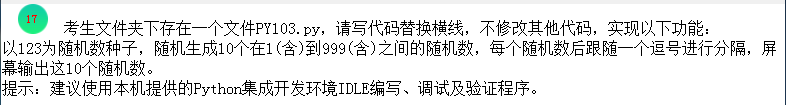 17 考生文件夹下存在一个文件PY103.py，请写代码替换横线，不修改其他代码，实现以下功能：
以123为随机数种子，随机生成10个在1(含)到999(含)之间的随机数，每个随机数后跟随一个逗号进行分隔，屏
幕输出这10个随机数。
提示：建议使用本机提供的Python集成开发环境IDLE编写、调试及验证程序。